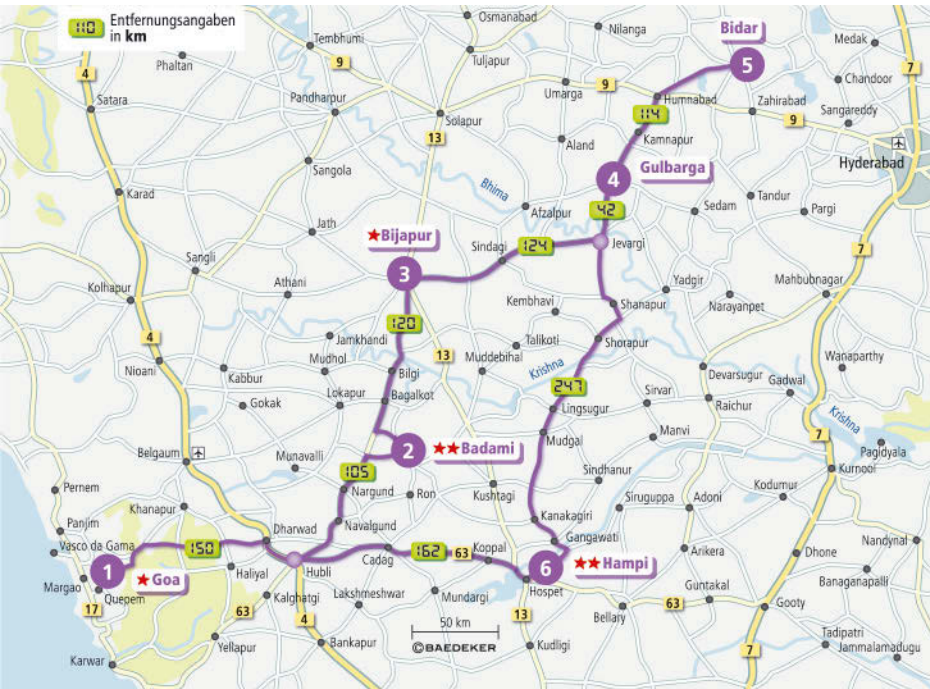 110 Entfernungsangaben
in km
Osmanabad
Nilanga
Bidar
Medak
7
Tembhumi
4
Phaltan
9
Tuljapur
5
Umarga
9
Humnabad
Chandoor
Satara
Pandharpur
Zahirabad
Sangareddy
Solapur
114
9
13
Kamnapur
Aland
Hyderabad
Sangola
4
Gulbarga
Karad
Bhima
Tandur
Afzalpur
42
Sedam
Pargi
Jath
Bijapur
124
Jevargi
Sindagi
7
Sangli
3
Athani
Yadgir
Mahbubnagar
Kolhapur
Kembhavi
Shanapur
Narayanpet
120
4
Jamkhandi
Talikoti
Shorapur
13
Muddebihal
Wanaparthy
Nioani
Mudhol
Krishna
Kabbur
Bilgi
247
Devarsugur
Gadwal
Sirvar
Gokak
Lokapur
Bagalkot
Lingsugur
Raichur
Krishna
Mudgal
Manvi
7
2
Badami
Pagidyala
Belgaum
Munavalli
105
Sindhanur
Kurnool
Pernem
Nargund
Ron
Kushtagi
Kodumur
Khanapur
Siruguppa
Adoni
Panjim
Dharwad
Navalgund
Kanakagiri
Vasco da Gama
150
Gangawati
Nandynal
162
63
Koppal
Arikera
Dhone
Cadag
1
Goa
Haliyal
Hubli
6
Hampi
Margao
Banaganapalli
Quepem
Kalghatgi
Lakshmeshwar
Mundargi
Hospet
Guntakal
17
63
4
13
Bellary
63
Gooty
50 km
Yellapur
Bankapur
Kudligi
Tadipatri
©BAEDEKER
7
Jammalamadugu
Karwar